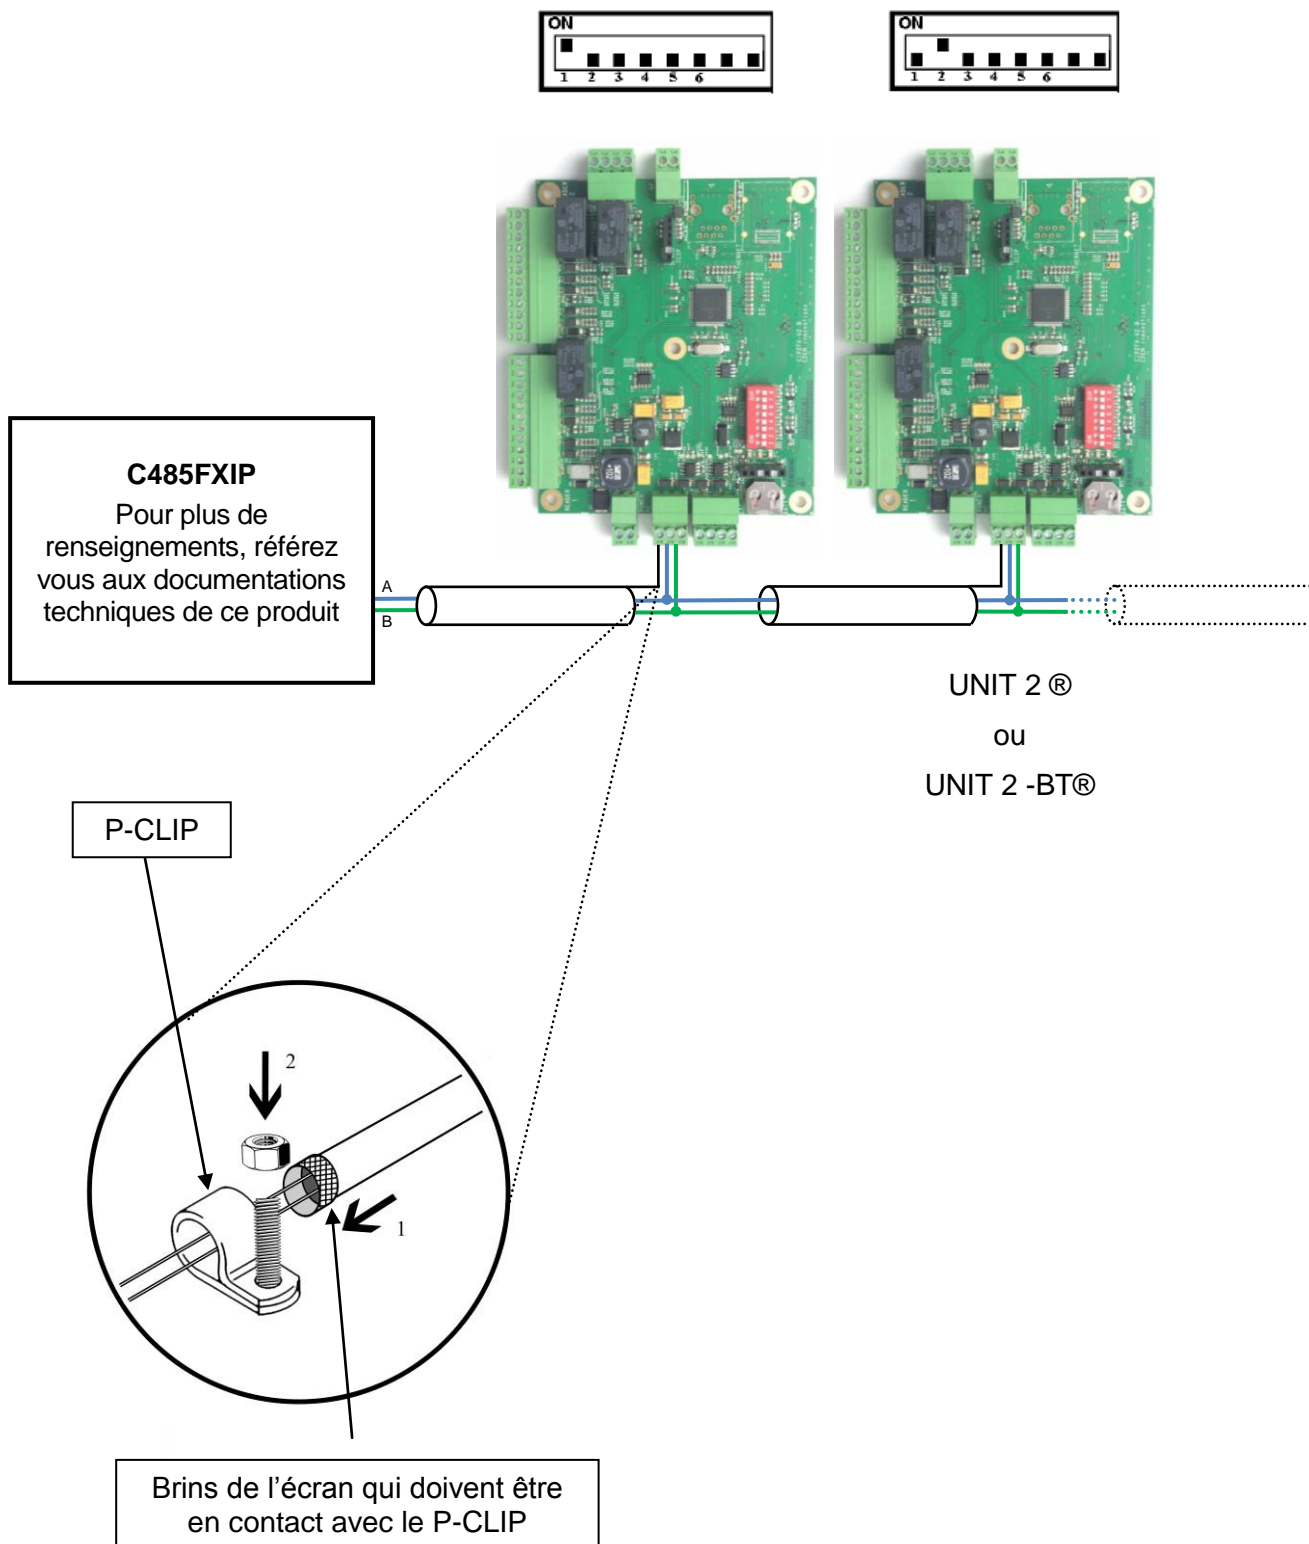 ON
1 2 3 4 5 6
ON
1 2 3 4 5 6
C485FXIP
Pour plus de
renseignements, référez
vous aux documentations
techniques de ce produit
A
B
UNIT 2 ®
ou
UNIT 2 -BT®
P-CLIP
2
1
Brins de l'écran qui doivent être
en contact avec le P-CLIP